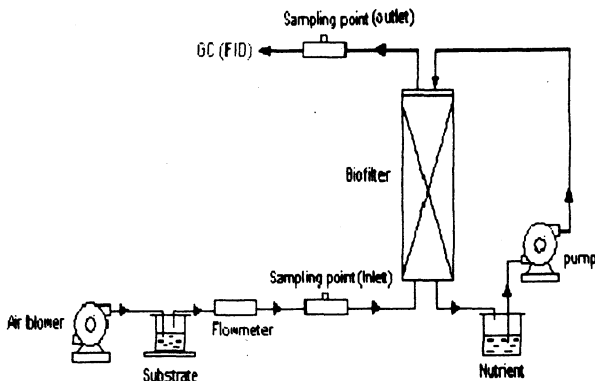 Sampling point (outlet)
GC (FID)
Biofilter
pump
Sampling point (Inlet)
Air blower
Flowmeter
Substrate
Nutrient